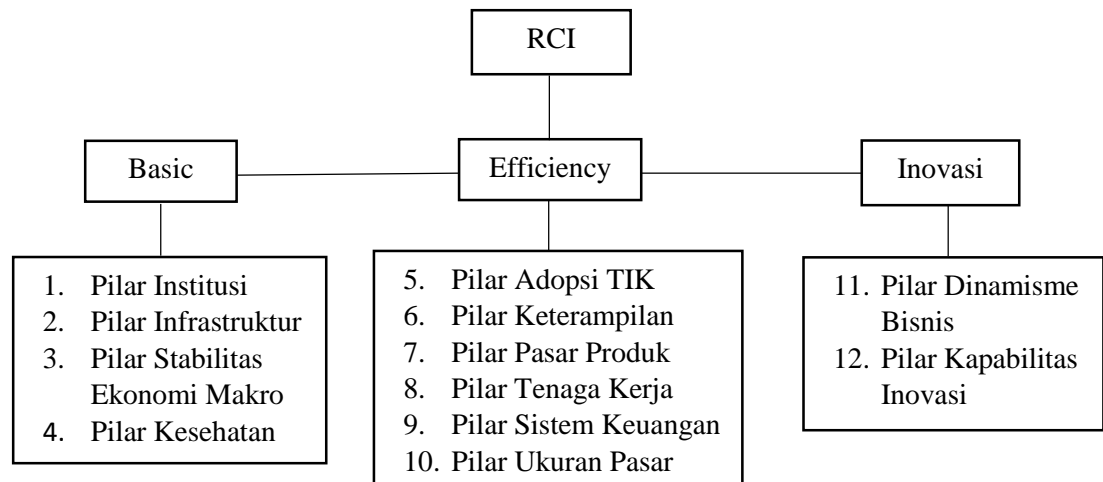 RCI
Basic
Efficiency
Inovasi
1. Pilar Institusi
2. Pilar Infrastruktur
3. Pilar Stabilitas
Ekonomi Makro
4. Pilar Kesehatan
5. Pilar Adopsi TIK
6. Pilar Keterampilan
7. Pilar Pasar Produk
8. Pilar Tenaga Kerja
9. Pilar Sistem Keuangan
10. Pilar Ukuran Pasar
11. Pilar Dinamisme
Bisnis
12. Pilar Kapabilitas
Inovasi